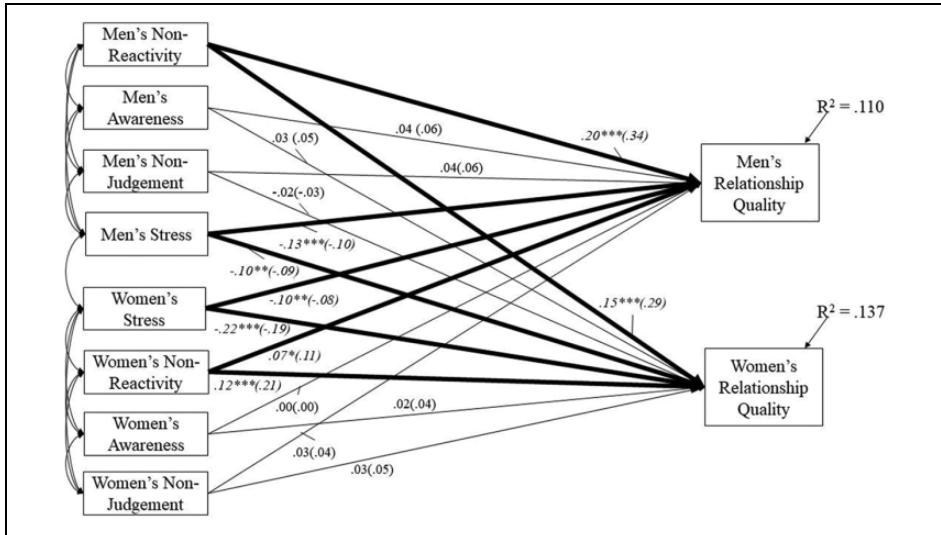 Men's Non-
Reactivity
Men's
Awareness
Men's Non-
Judgement
Men's Stress
Women's
Stress
Women's Non-
Reactivity
Women's
Awareness
Women's Non-
Judgement
.03 (.05)
.04 (.06)
.20***(.34)
.04(.06)
-.02(-.03)
-.13***(-.10)
-.10**(-.09)
-.10**(-.08)
-.22***(-.19)
.15***(.29)
.07*(.11)
.12***(.21)
.00(.00)
.02(.04)
.03(.04)
.03(.05)
R² = .110
Men's
Relationship
Quality
R² = .137
Women's
Relationship
Quality